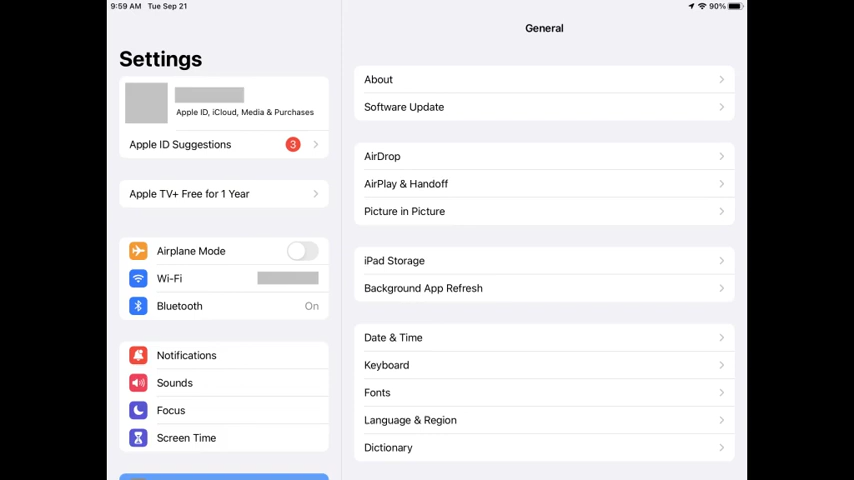 9:59 AM Tue Sep 21
90%
Settings
Apple ID, iCloud, Media & Purchases
Apple ID Suggestions 3
Apple TV+ Free for 1 Year
Airplane Mode
Wi-Fi
Bluetooth On
Notifications
Sounds
Focus
Screen Time
General
About
Software Update
AirDrop
AirPlay & Handoff
Picture in Picture
iPad Storage
Background App Refresh
Date & Time
Keyboard
Fonts
Language & Region
Dictionary